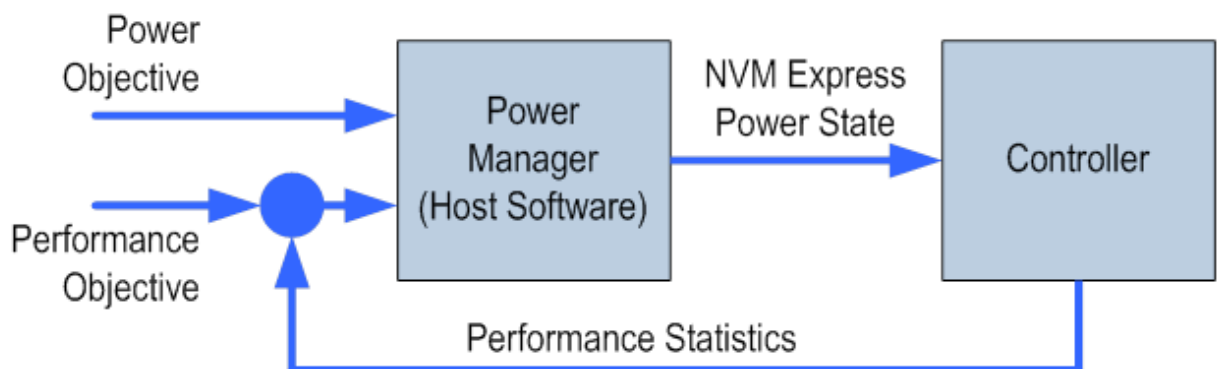 Power
Objective
Performance
Objective
Power
Manager
(Host Software)
NVM Express
Power State
Controller
Performance Statistics